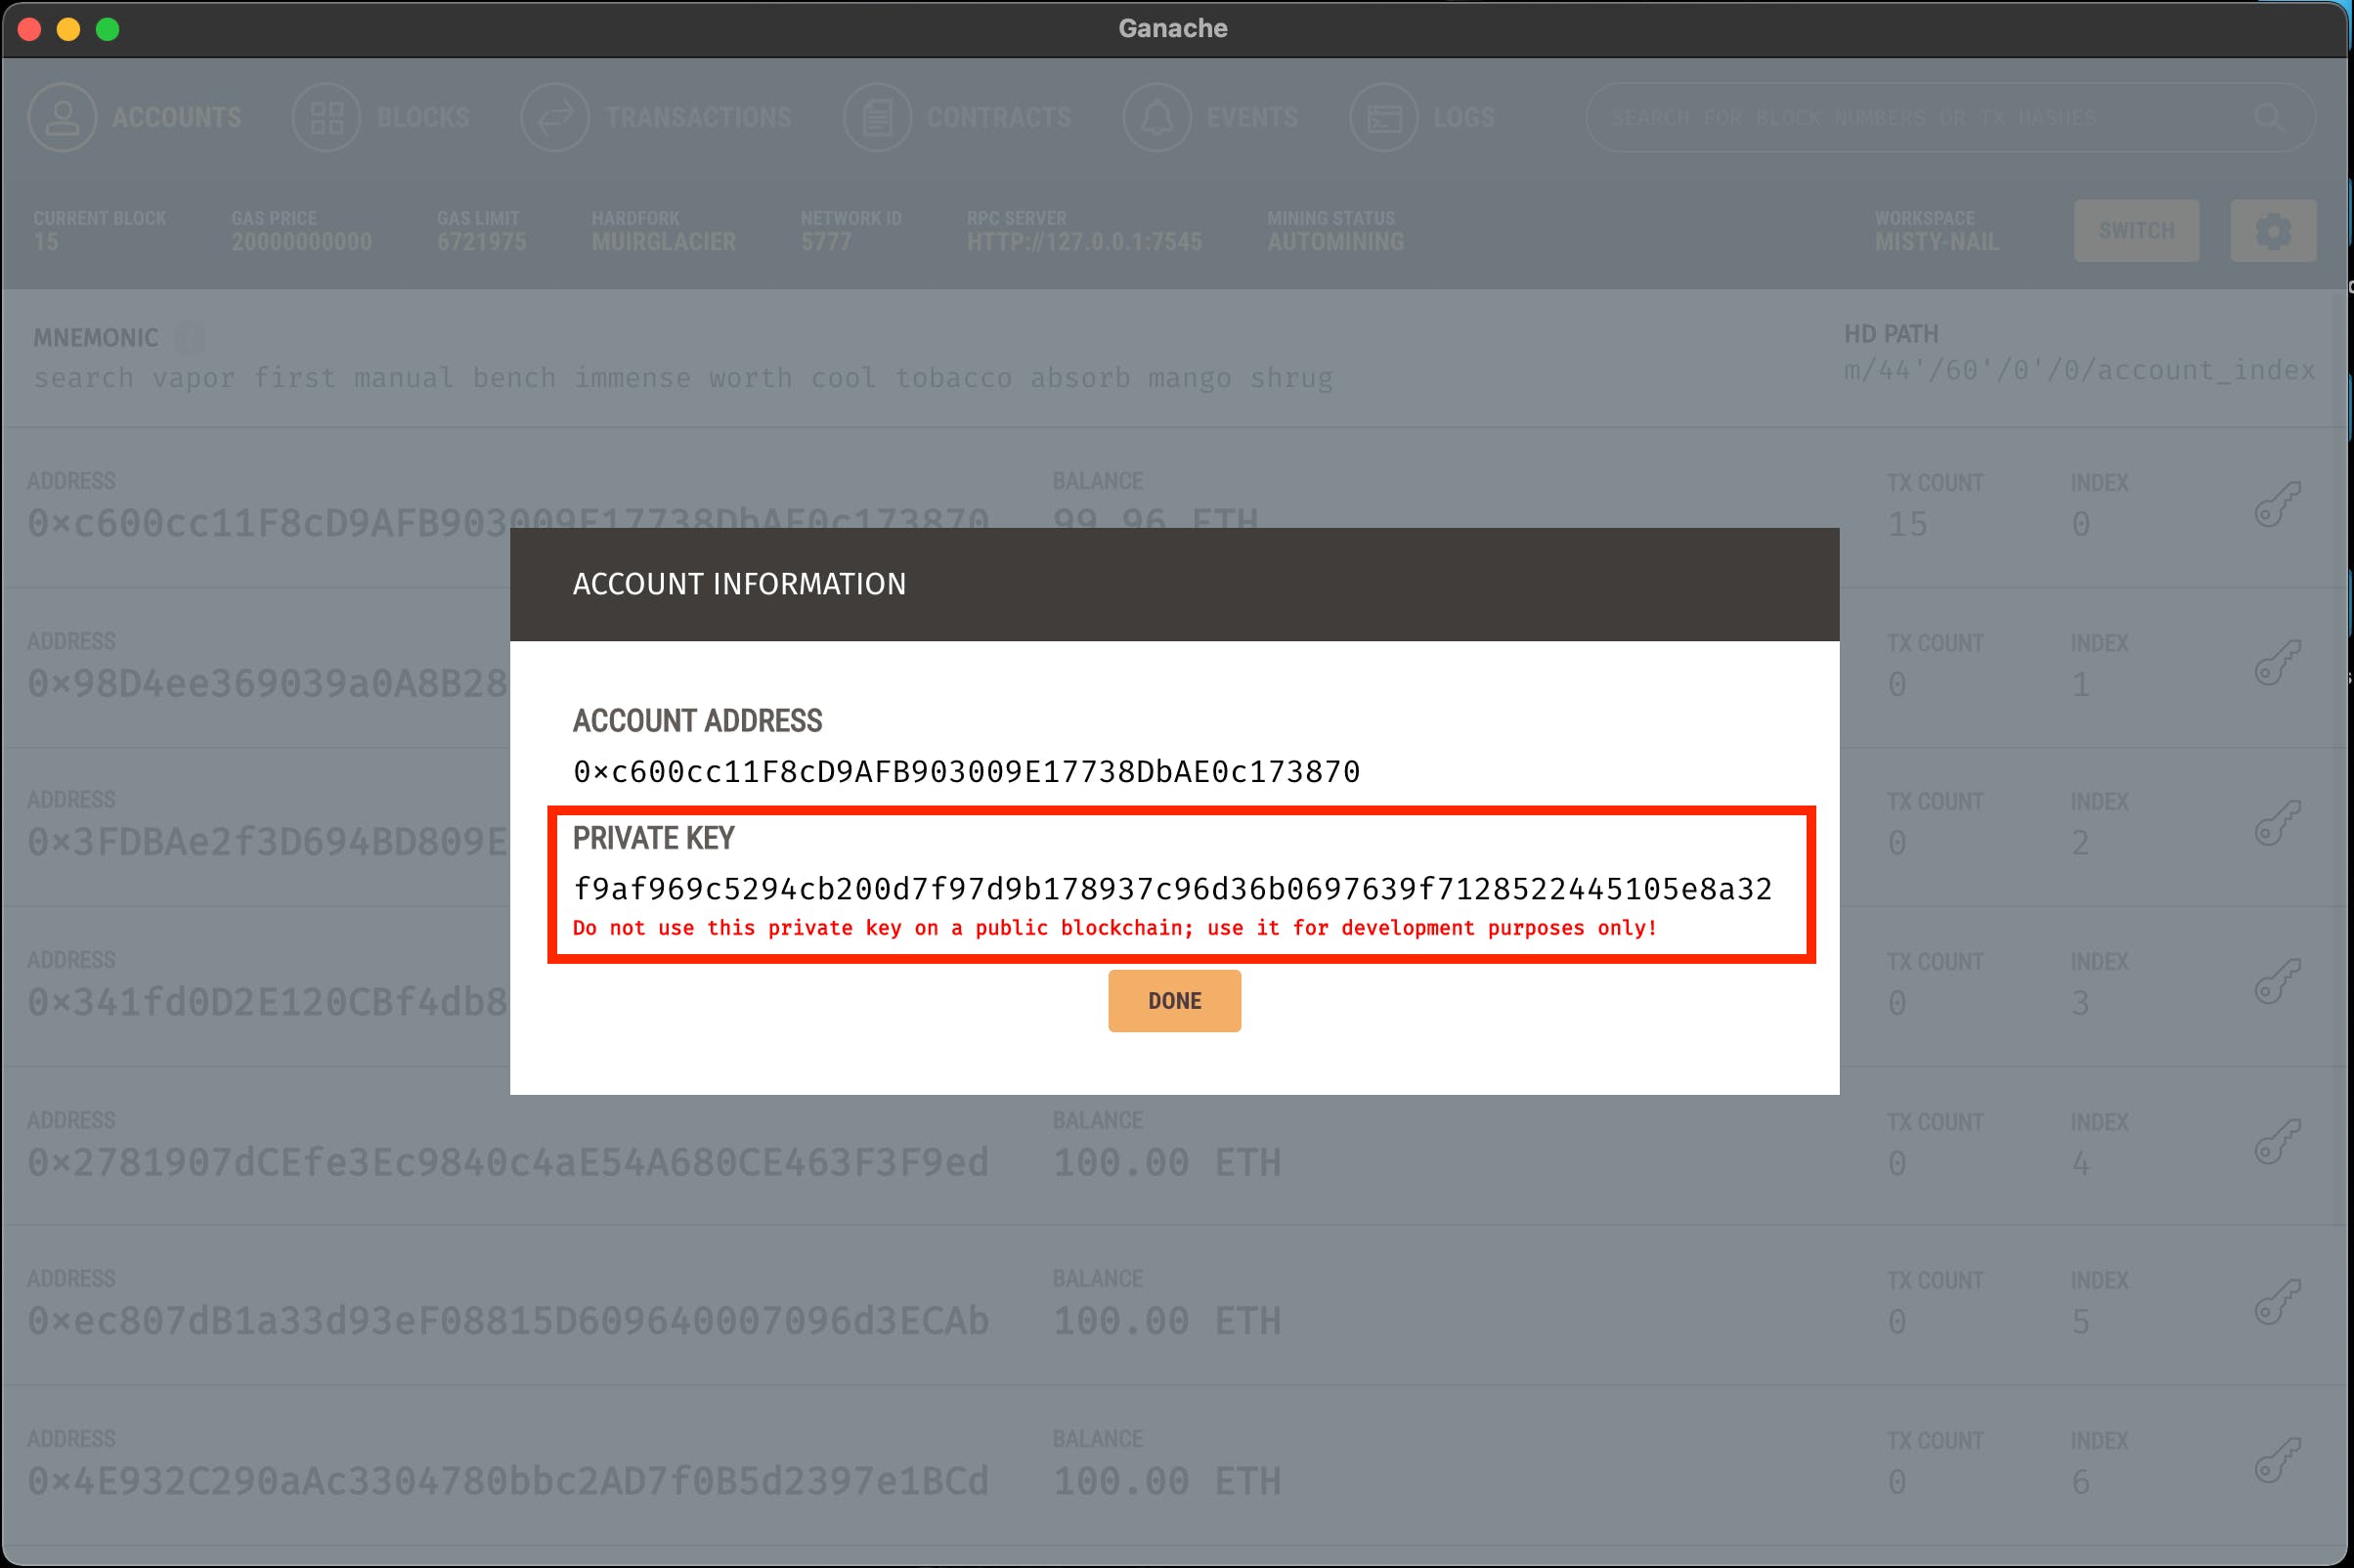 Ganache
ACCOUNTS BLOCKS TRANSACTIONS CONTRACTS EVENTS LOGS SEARCH FOR BLOCK NUMBERS OR TX HASHES
CURRENT BLOCK GAS PRICE GAS LIMIT HARDFORK NETWORK ID RPC SERVER MINING STATUS WORKSPACE
15 20000000000 6721975 MUIRGLACIER 5777 HTTP://127.0.0.1:7545 AUTOMINING MISTY-NAIL SWITCH
MNEMONIC HD PATH
search vapor first manual bench immense worth cool tobacco absorb mango shrug m/44'/60'/0'/0/account_index
ADDRESS BALANCE TX COUNT INDEX
0×c600cc11F8cD9AFB903009E17738DbAE0c173870 99.96 ETH 15 0
ACCOUNT INFORMATION
ADDRESS TX COUNT INDEX
0×98D4ee369039a0A8B28 0 1
ACCOUNT ADDRESS
0×c600cc11F8cD9AFB903009E17738DbAE0c173870
ADDRESS TX COUNT INDEX
0×3FDBAe2f3D694BD809E 0 2
PRIVATE KEY
f9af969c5294cb200d7f97d9b178937c96d36b0697639f7128522445105e8a32
Do not use this private key on a public blockchain; use it for development purposes only!
ADDRESS TX COUNT INDEX
0×341fd0D2E120CBf4db8 0 3
DONE
ADDRESS BALANCE TX COUNT INDEX
0×2781907dCEfe3Ec9840c4aE54A680CE463F3F9ed 100.00 ETH 0 4
ADDRESS BALANCE TX COUNT INDEX
0×ec807dB1a33d93eF08815D609640007096d3ECAb 100.00 ETH 0 5
ADDRESS BALANCE TX COUNT INDEX
0×4E932C290aAc3304780bbc2AD7f0B5d2397e1BCd 100.00 ETH 0 6